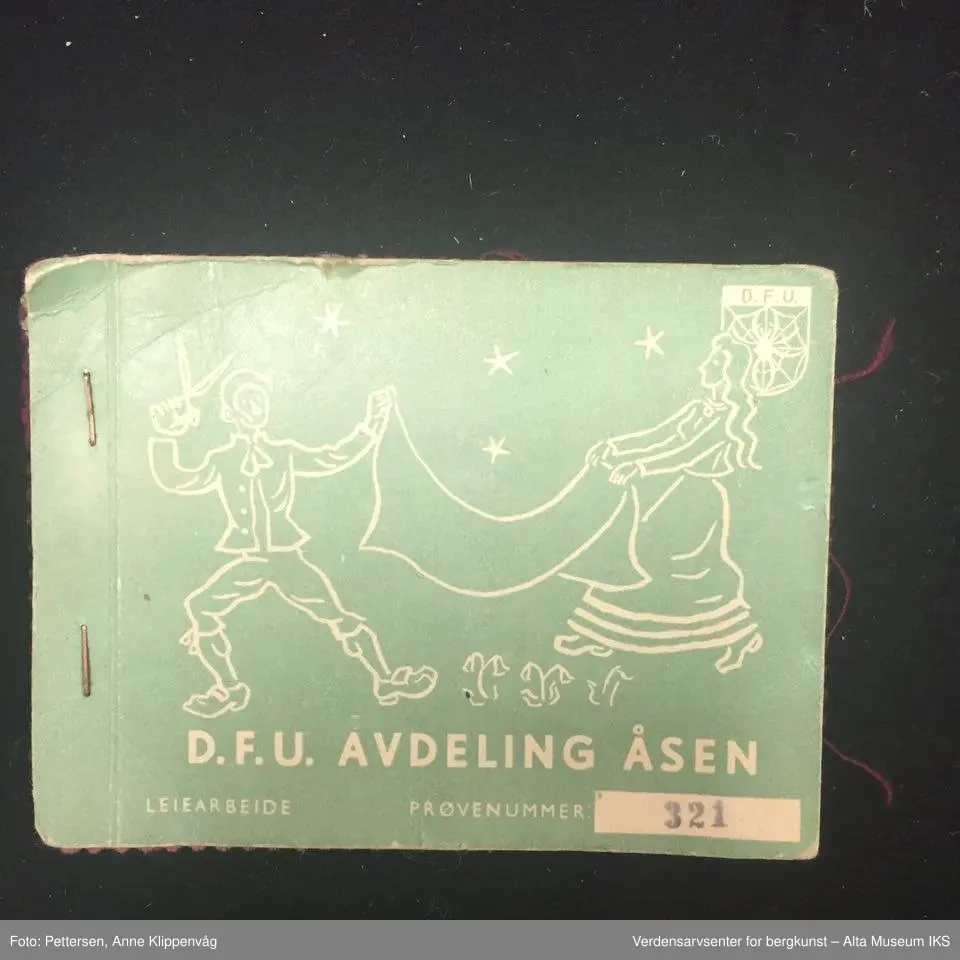 D. F. U.
D.F.U. AVDELING ÅSEN
LEIEARBEIDE PRØVENUMMER: 321
Foto: Pettersen, Anne Klippenvåg Verdensarvsenter for bergkunst – Alta Museum IKS